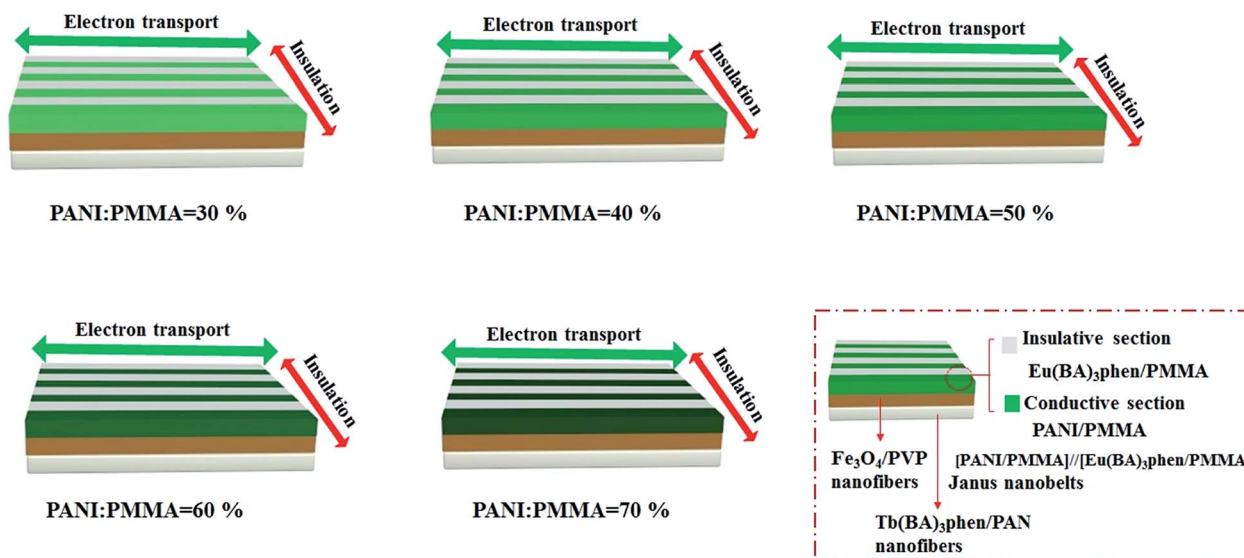 Electron transport
Insulation
PANI:PMMA=30 %
Electron transport
Insulation
PANI:PMMA=40 %
Electron transport
Insulation
PANI:PMMA=50 %
Electron transport
Insulation
PANI:PMMA=60 %
Electron transport
Insulation
PANI:PMMA=70 %
Insulative section
Eu(BA)₃phen/PMMA
Conductive section
PANI/PMMA
[PANI/PMMA]//[Eu(BA)₃phen/PMMA
Janus nanobelts
Fe₃O₄/PVP
nanofibers
Tb(BA)₃phen/PAN
nanofibers